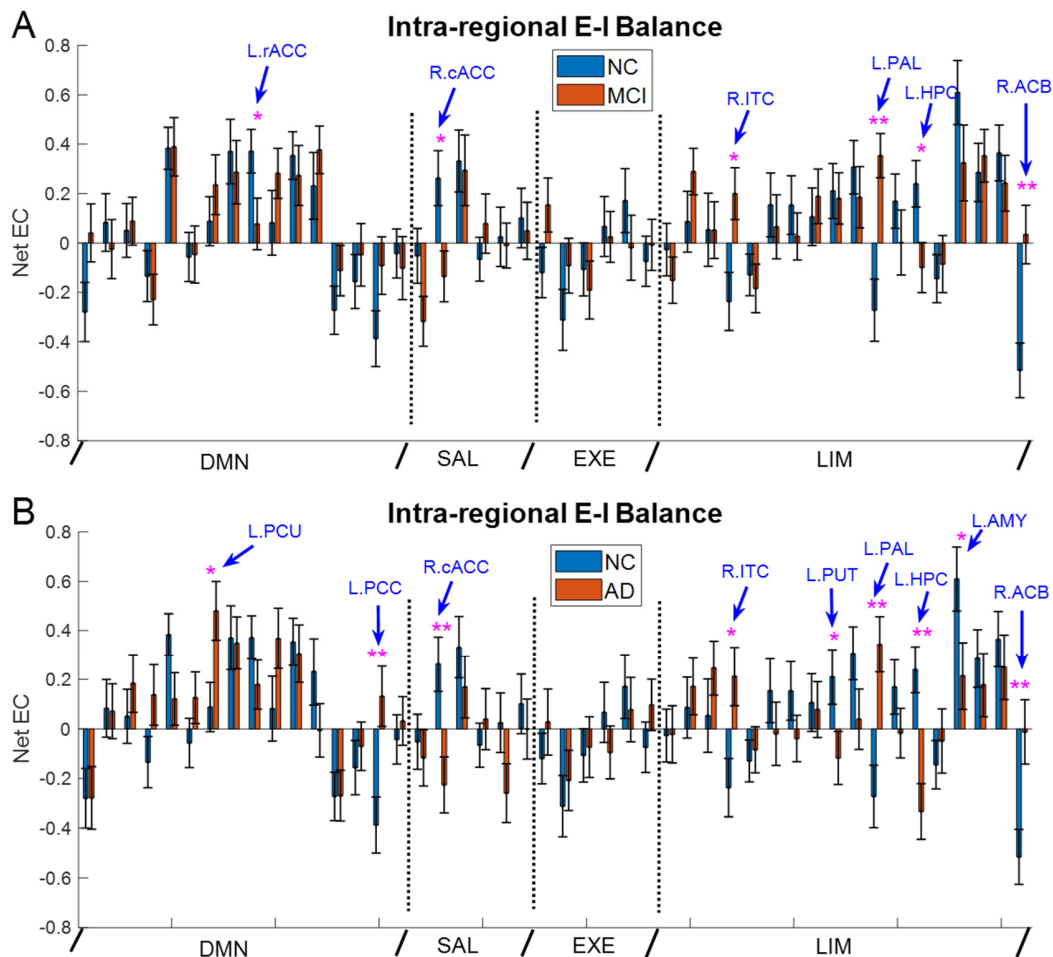 A
Intra-regional E-I Balance
L.rACC
R.cACC
NC
MCI
R.ITC
L.PAL
L.HPC
R.ACB
*
*
*
**
*
**
Net EC
0.8
0.6
0.4
0.2
0
-0.2
-0.4
-0.6
-0.8
DMN
SAL
EXE
LIM
B
Intra-regional E-I Balance
L.PCU
L.PCC
R.cACC
NC
AD
R.ITC
L.PUT
L.PAL
L.HPC
L.AMY
R.ACB
*
**
**
*
*
**
**
*
**
Net EC
0.8
0.6
0.4
0.2
0
-0.2
-0.4
-0.6
-0.8
DMN
SAL
EXE
LIM